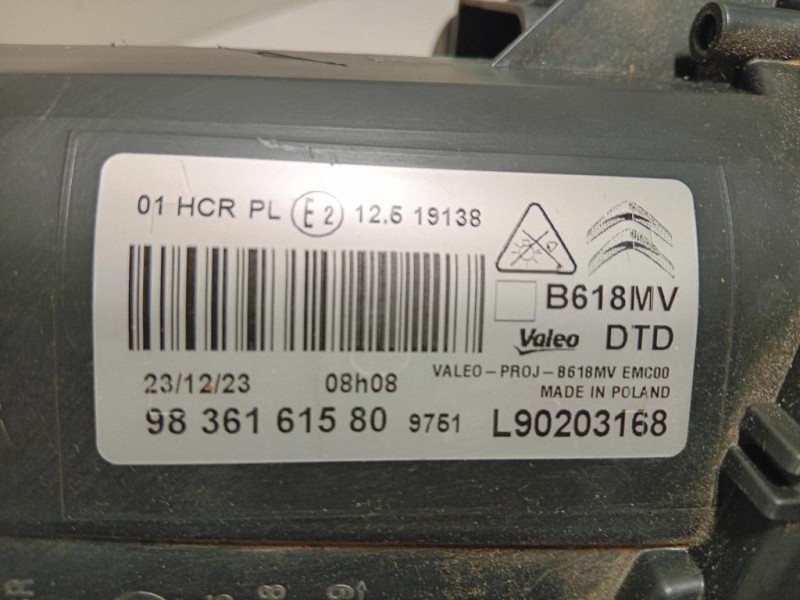 01 HCR PL E2 12.5 19138
B618MV
Valeo DTD
VALEO-PROJ-B618MV EMC00
23/12/23 08h08
MADE IN POLAND
98 361 615 80 9751 L90203168